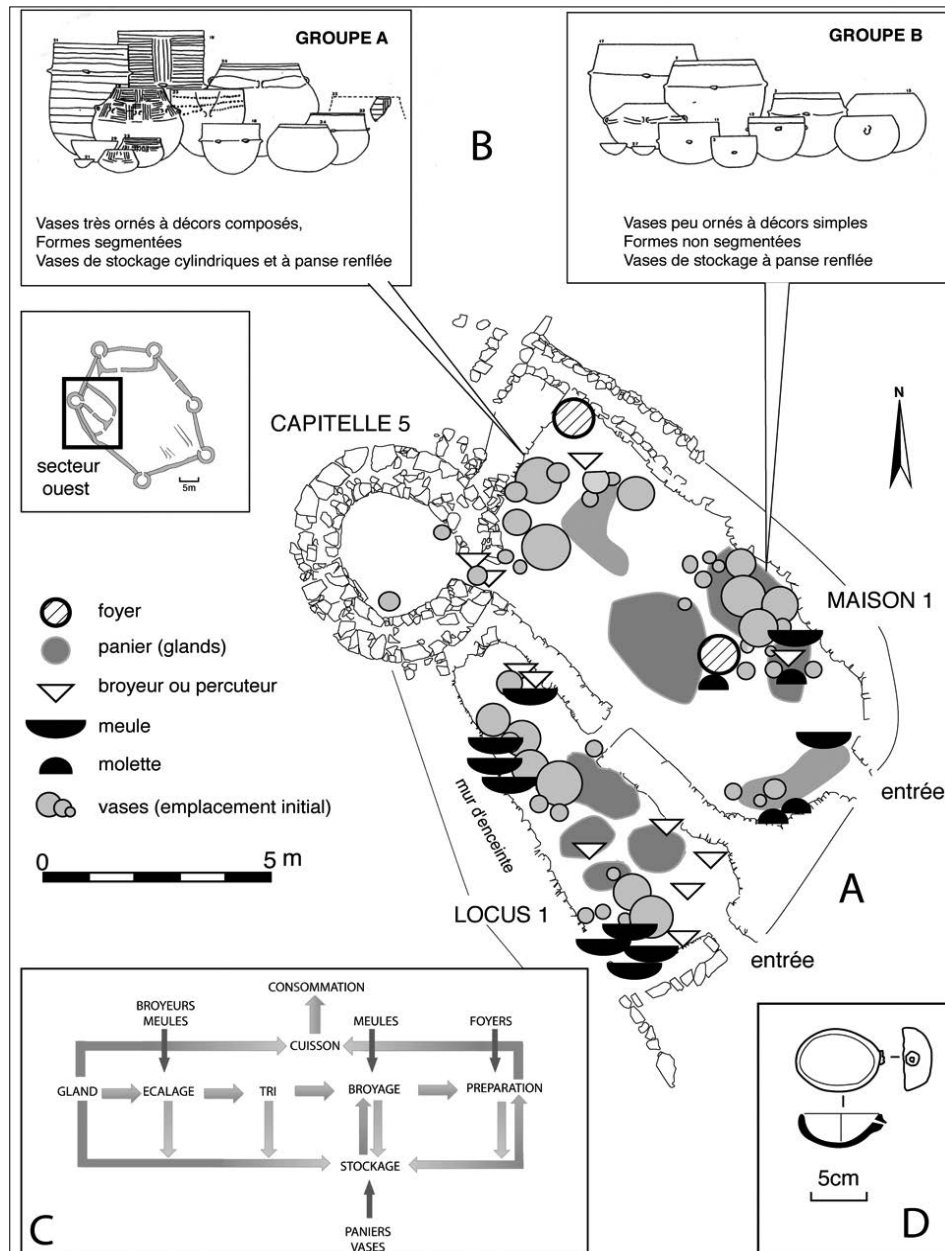 GROUPE A
Vases très ornés à décors composés,
Formes segmentées
Vases de stockage cylindriques et à panse renflée
B
GROUPE B
Vases peu ornés à décors simples
Formes non segmentées
Vases de stockage à panse renflée
secteur
ouest
5m
CAPITELLE 5
N
MAISON 1
foyer
panier (glands)
broyeur ou percuteur
meule
molette
vases (emplacement initial)
0
5 m
mur d'enceinte
LOCUS 1
entrée
A
entrée
CONSOMMATION
BROYEURS
MEULES
MEULES
FOYERS
CUISSON
GLAND
ECALAGE
TRI
BROYAGE
PREPARATION
STOCKAGE
PANIERS
VASES
C
5cm
D